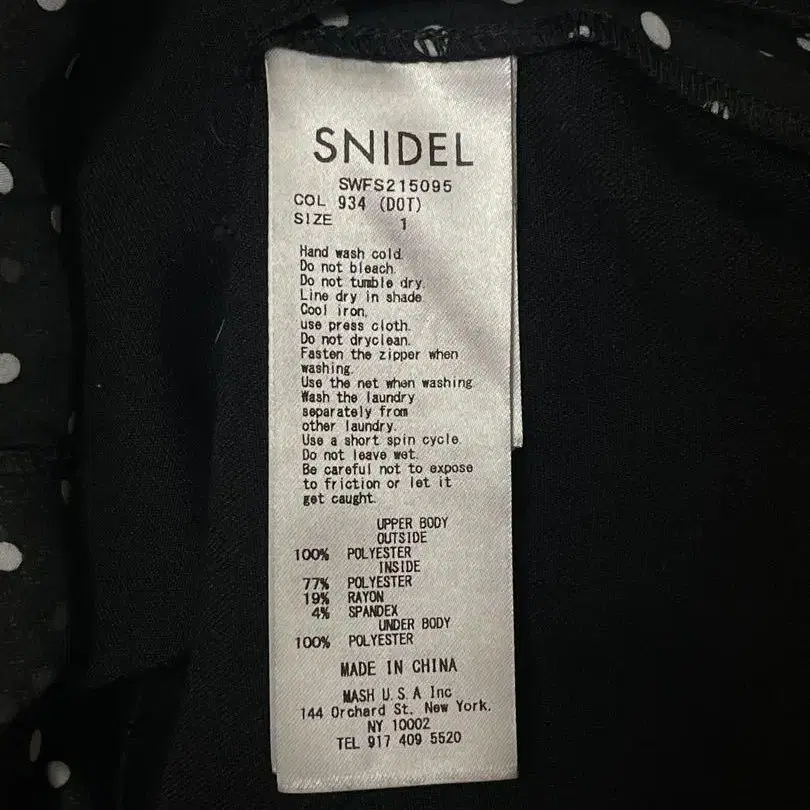 SNIDEL
SWFS215095
COL 934 (DOT)
SIZE 1
Hand wash cold.
Do not bleach.
Do not tumble dry.
Line dry in shade.
Cool iron,
use press cloth.
Do not dryclean.
Fasten the zipper when
washing.
Use the net when washing.
Wash the laundry
separately from
other laundry.
Use a short spin cycle.
Do not leave wet.
Be careful not to expose
to friction or let it
get caught.
UPPER BODY
OUTSIDE
100% POLYESTER
INSIDE
77% POLYESTER
19% RAYON
4% SPANDEX
UNDER BODY
100% POLYESTER
MADE IN CHINA
MASH U.S.A Inc
144 Orchard St. New York.
NY 10002
TEL 917 409 5520